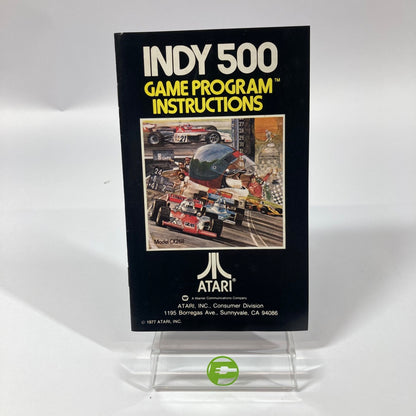 INDY 500
GAME PROGRAM™
INSTRUCTIONS
24
Model CX2611
ATARI
A Warner Communications Company
ATARI, INC., Consumer Division
1195 Borregas Ave., Sunnyvale, CA 94086
© 1977 ATARI, INC.